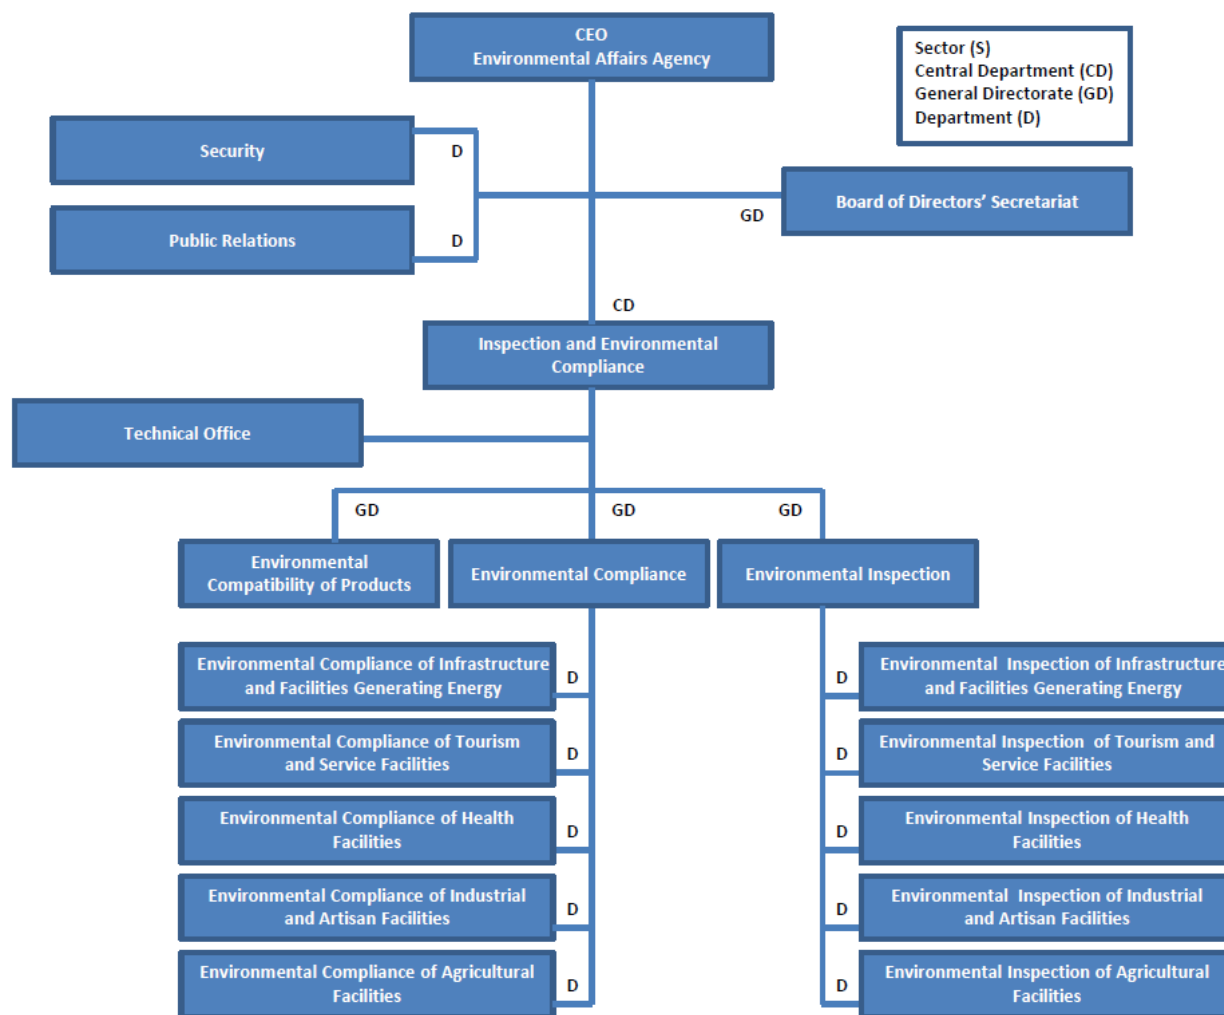 CEO
Environmental Affairs Agency
Sector (S)
Central Department (CD)
General Directorate (GD)
Department (D)
Security
D
Board of Directors’ Secretariat
GD
Public Relations
D
CD
Inspection and Environmental
Compliance
Technical Office
GD
GD
GD
Environmental
Compatibility of Products
Environmental Compliance
Environmental Inspection
Environmental Compliance of Infrastructure
and Facilities Generating Energy
D
D
Environmental Inspection of Infrastructure
and Facilities Generating Energy
Environmental Compliance of Tourism
and Service Facilities
D
D
Environmental Inspection of Tourism and
Service Facilities
Environmental Compliance of Health
Facilities
D
D
Environmental Inspection of Health
Facilities
Environmental Compliance of Industrial
and Artisan Facilities
D
D
Environmental Inspection of Industrial
and Artisan Facilities
Environmental Compliance of Agricultural
Facilities
D
D
Environmental Inspection of Agricultural
Facilities